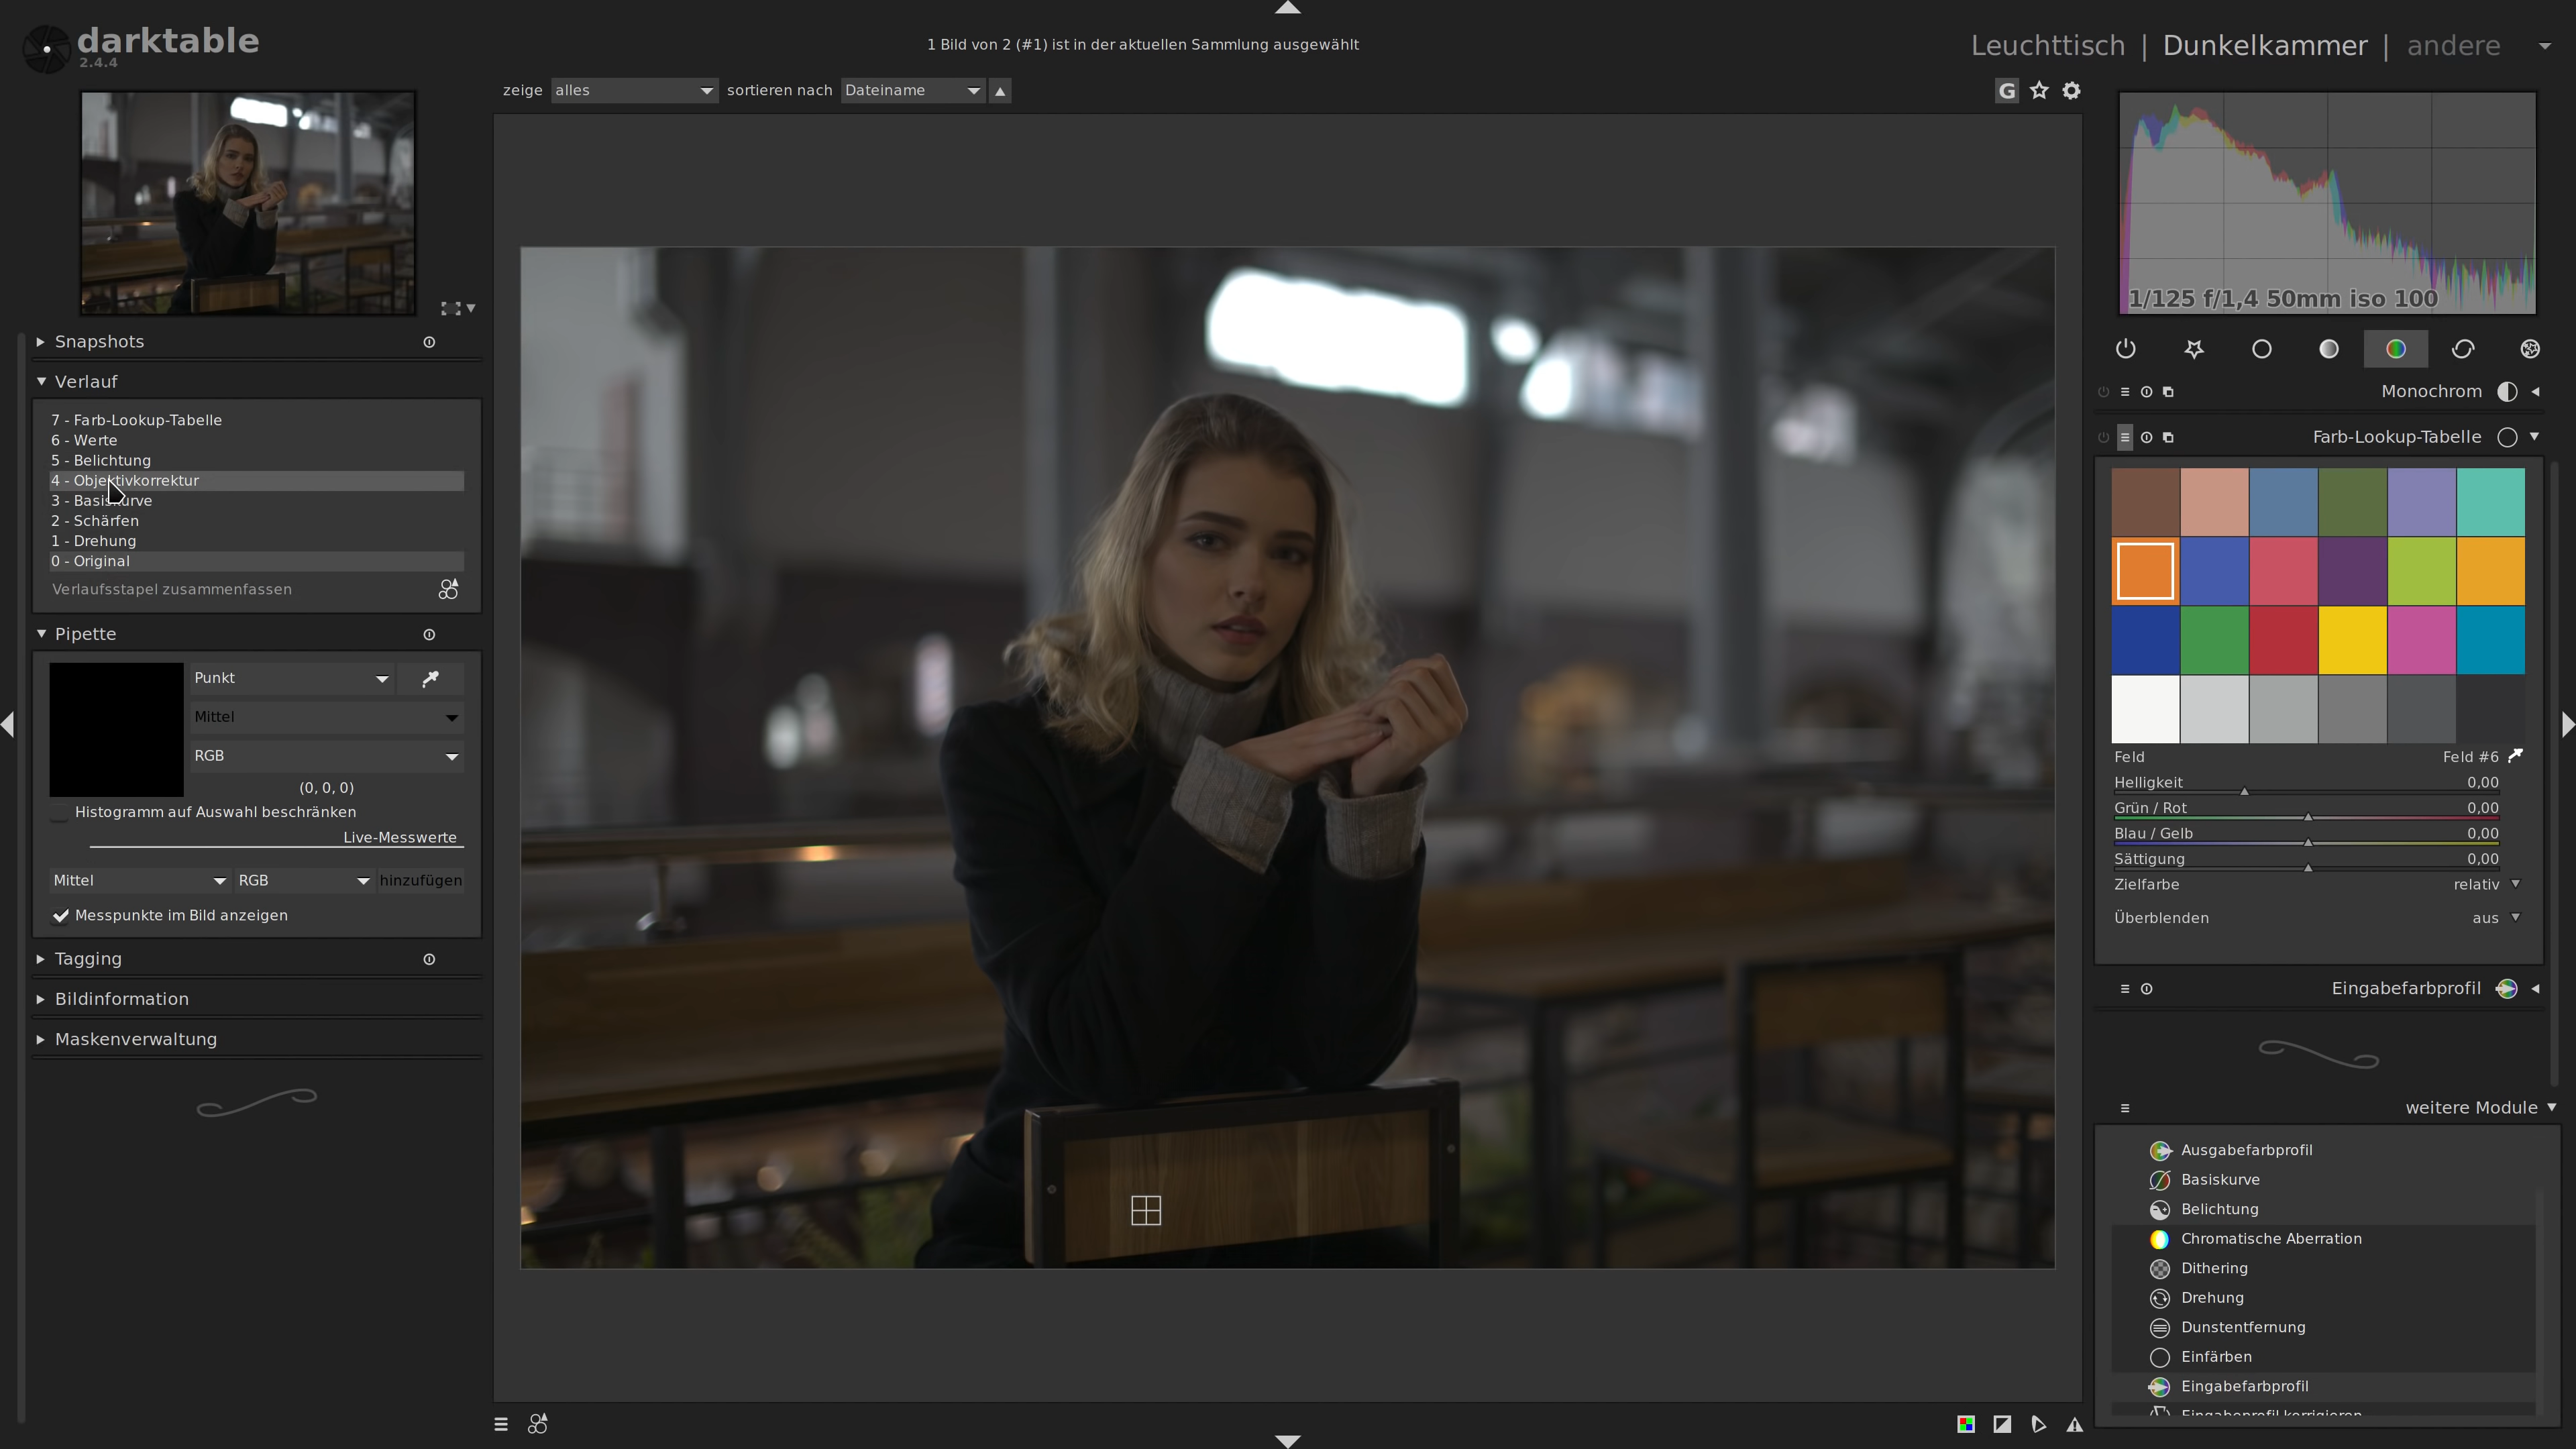 darktable
2.4.4
1 Bild von 2 (#1) ist in der aktuellen Sammlung ausgewählt
Leuchttisch | Dunkelkammer | andere
zeige alles sortieren nach Dateiname
G
1/125 f/1,4 50mm iso 100
Snapshots
Verlauf
7 - Farb-Lookup-Tabelle
6 - Werte
5 - Belichtung
4 - Objektivkorrektur
3 - Basiskurve
2 - Schärfen
1 - Drehung
0 - Original
Verlaufsstapel zusammenfassen
Pipette
Punkt
Mittel
RGB
(0, 0, 0)
Histogramm auf Auswahl beschränken
Live-Messwerte
Mittel RGB hinzufügen
Messpunkte im Bild anzeigen
Tagging
Bildinformation
Maskenverwaltung
Monochrom
Farb-Lookup-Tabelle
Feld Feld #6
Helligkeit 0,00
Grün / Rot 0,00
Blau / Gelb 0,00
Sättigung 0,00
Zielfarbe relativ
Überblenden aus
Eingabefarbprofil
weitere Module
Ausgabefarbprofil
Basiskurve
Belichtung
Chromatische Aberration
Dithering
Drehung
Dunstentfernung
Einfärben
Eingabefarbprofil
Eingabeprofil korrigieren